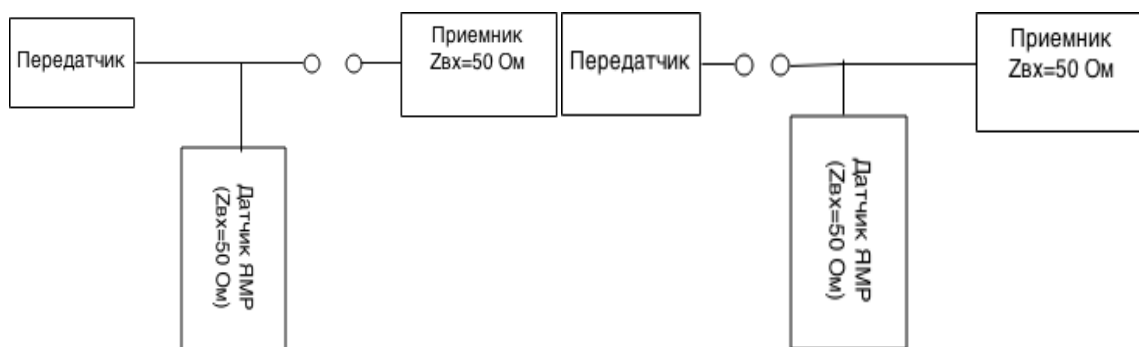 Передатчик
Приемник
Zвх=50 Ом
Датчик ЯМР
(Zвх=50 Ом)
Передатчик
Приемник
Zвх=50 Ом
Датчик ЯМР
(Zвх=50 Ом)